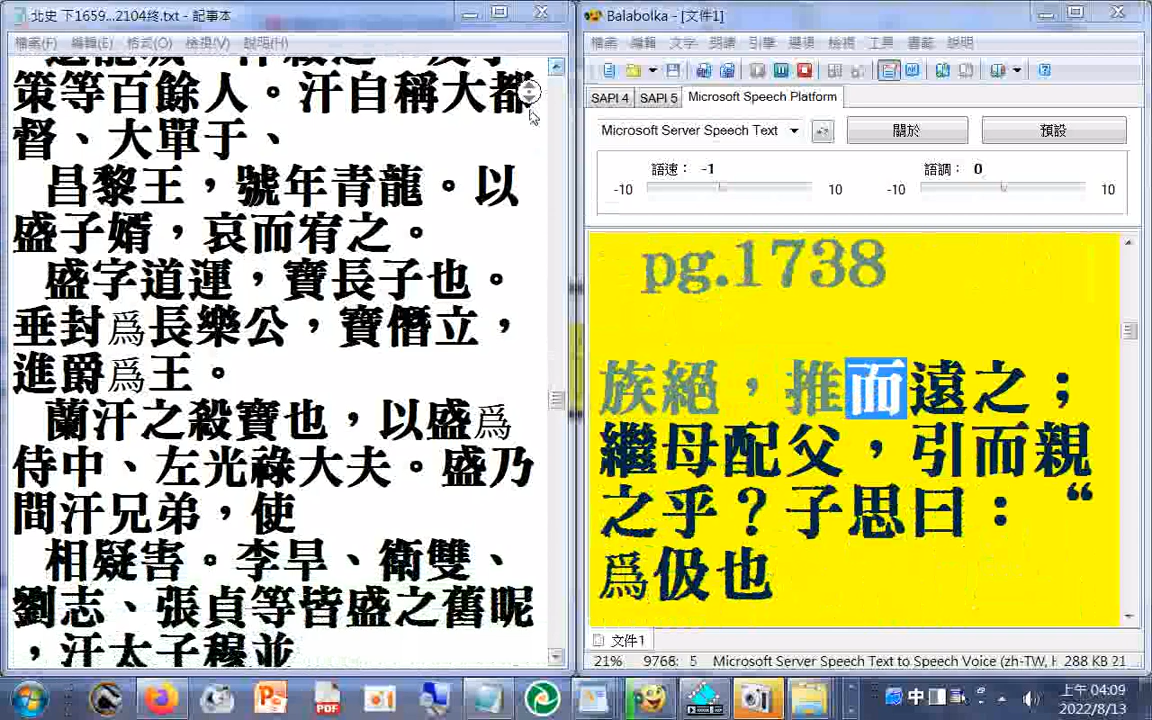 北史 下1659...2104終.txt - 記事本
檔案(F) 編輯(E) 格式(O) 檢視(V) 說明(H)
策等百餘人。汗自稱大都
督、大單于、
昌黎王，號年青龍。以
盛子婿，哀而宥之。
盛字道運，寶長子也。
垂封爲長樂公，寶僭立，
進爵爲王。
蘭汗之殺寶也，以盛爲
侍中、左光祿大夫。盛乃
間汗兄弟，使
相疑害。李旱、衛雙、
劉志、張貞等皆盛之舊昵
，汗太子穆並
Balabolka - [文件1]
檔案 編輯 文字 朗讀 引擎 選項 檢視 工具 書籤 說明
SAPI 4 SAPI 5 Microsoft Speech Platform
Microsoft Server Speech Text 關於 預設
語速： -1 語調： 0
-10 10 -10 10
pg.1738
族絕，推而遠之；
繼母配父，引而親
之乎？子思曰：“
爲伋也
文件1
21% 9768: 5 Microsoft Server Speech Text to Speech Voice (zh-TW, H 288 KB 21
中 上午 04:09
2022/8/13